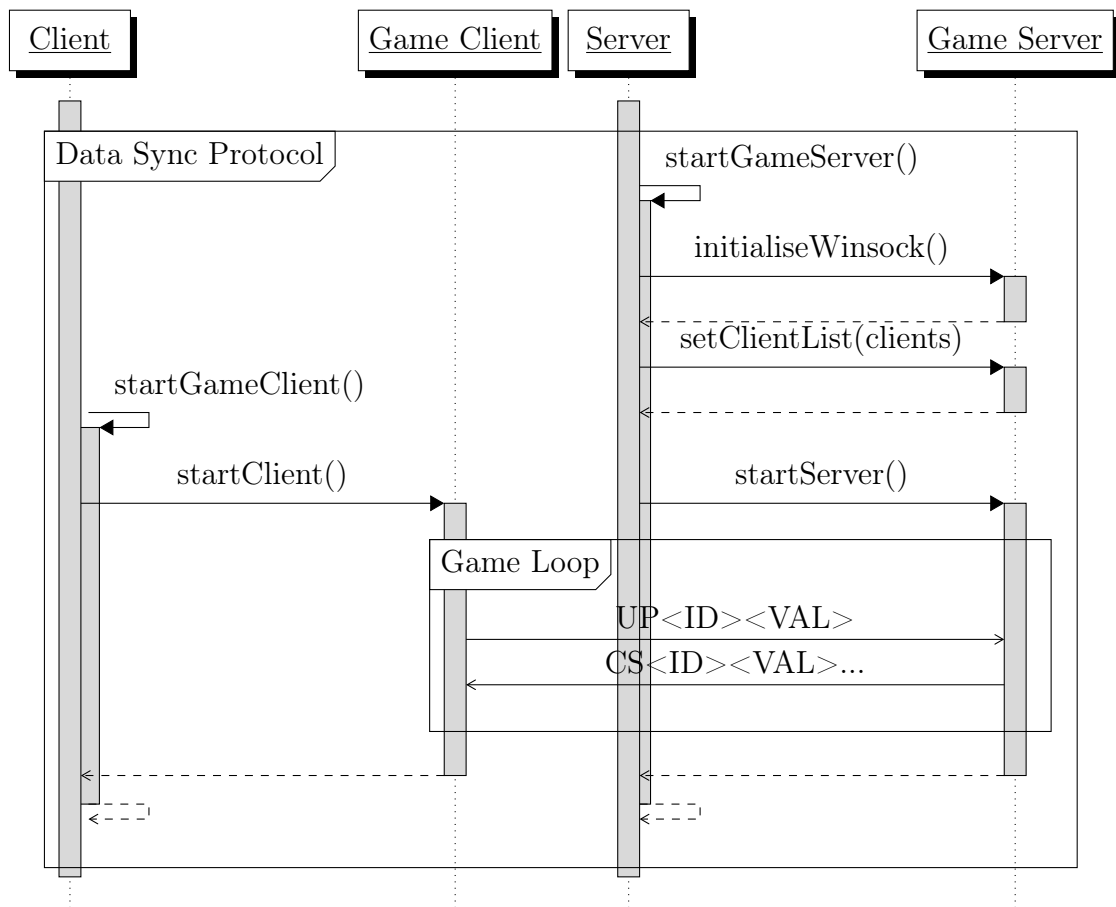 Client
Game Client
Server
Game Server
Data Sync Protocol
startGameServer()
initialiseWinsock()
setClientList(clients)
startGameClient()
startClient()
startServer()
Game Loop
UP<ID><VAL>
CS<ID><VAL>...